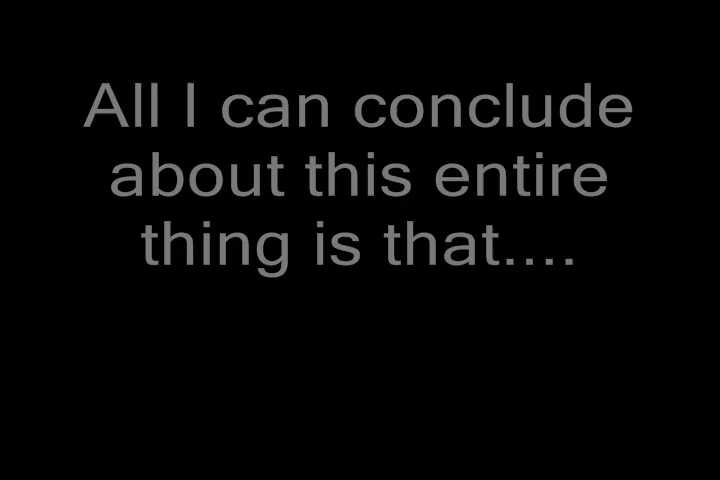 All I can conclude
about this entire
thing is that....